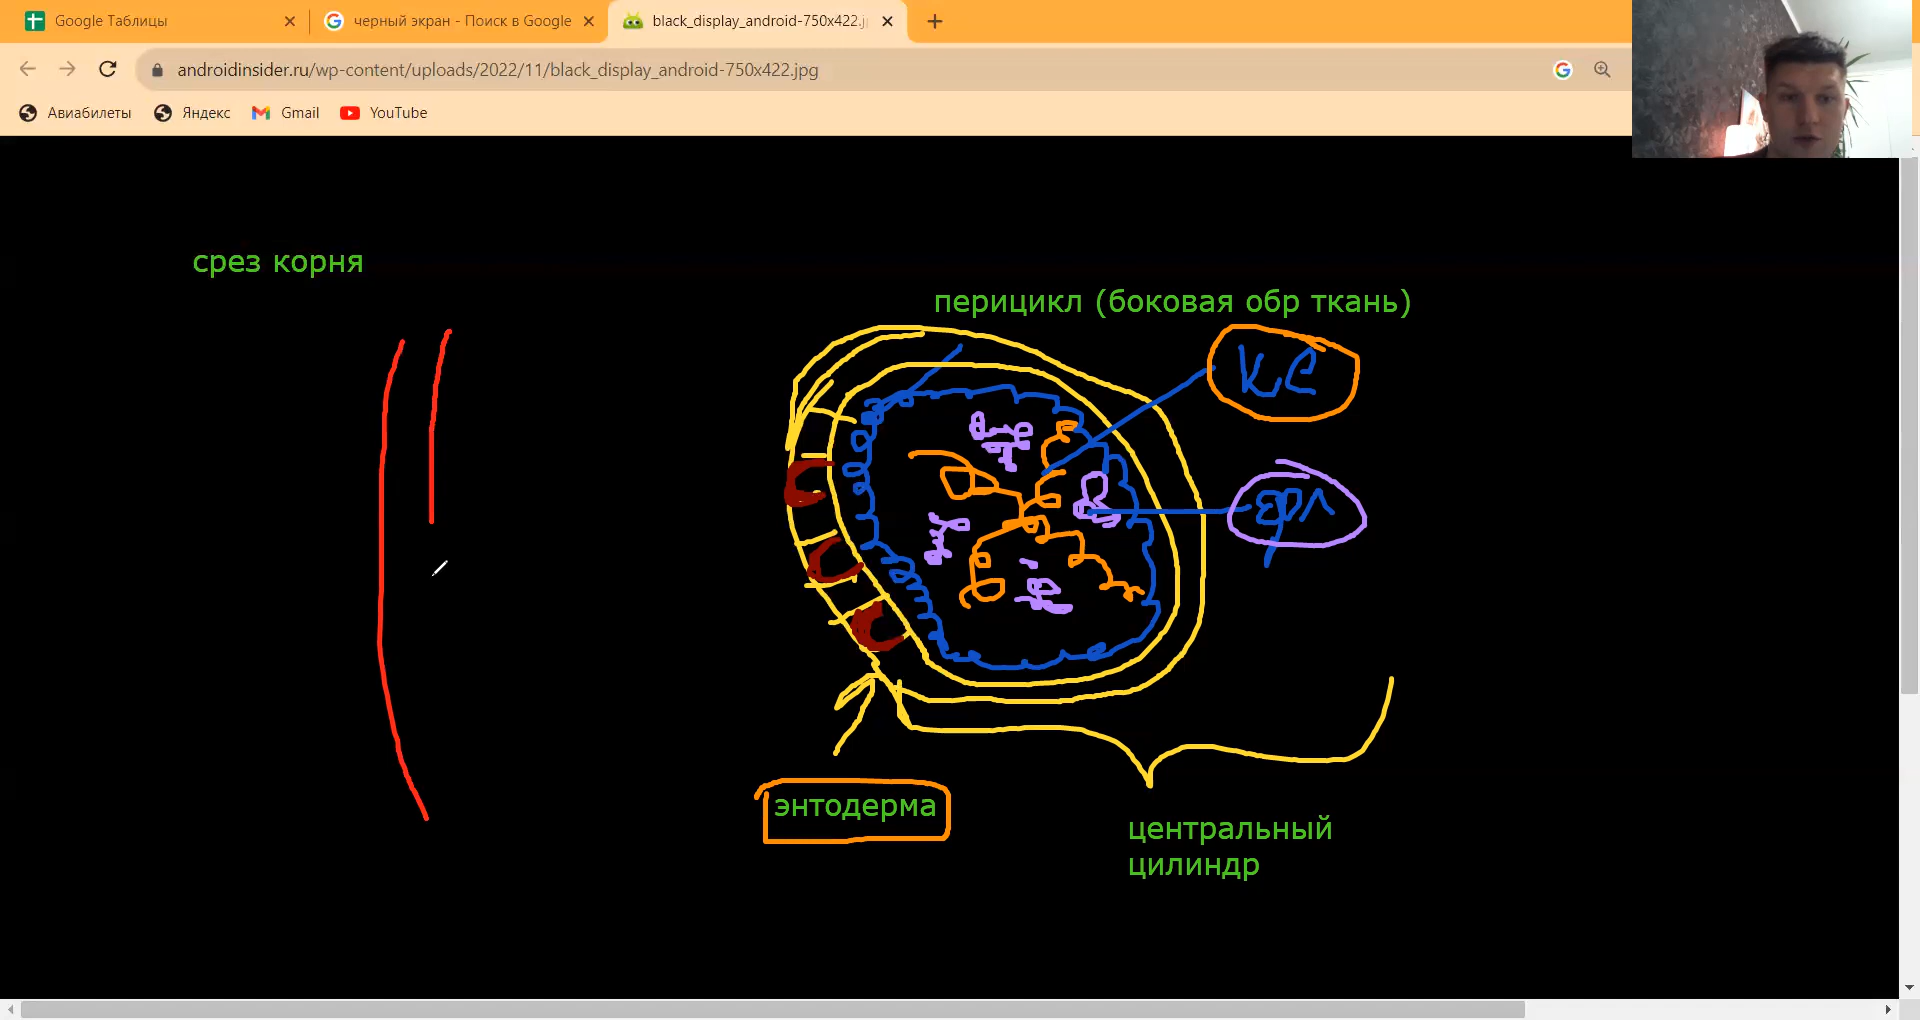 Google Таблицы
черный экран - Поиск в Google
black_display_android-750x422.j
androidinsider.ru/wp-content/uploads/2022/11/black_display_android-750x422.jpg
Авиабилеты
Яндекс
Gmail
YouTube
срез корня
перицикл (боковая обр ткань)
КС
энтодерма
центральный
цилиндр